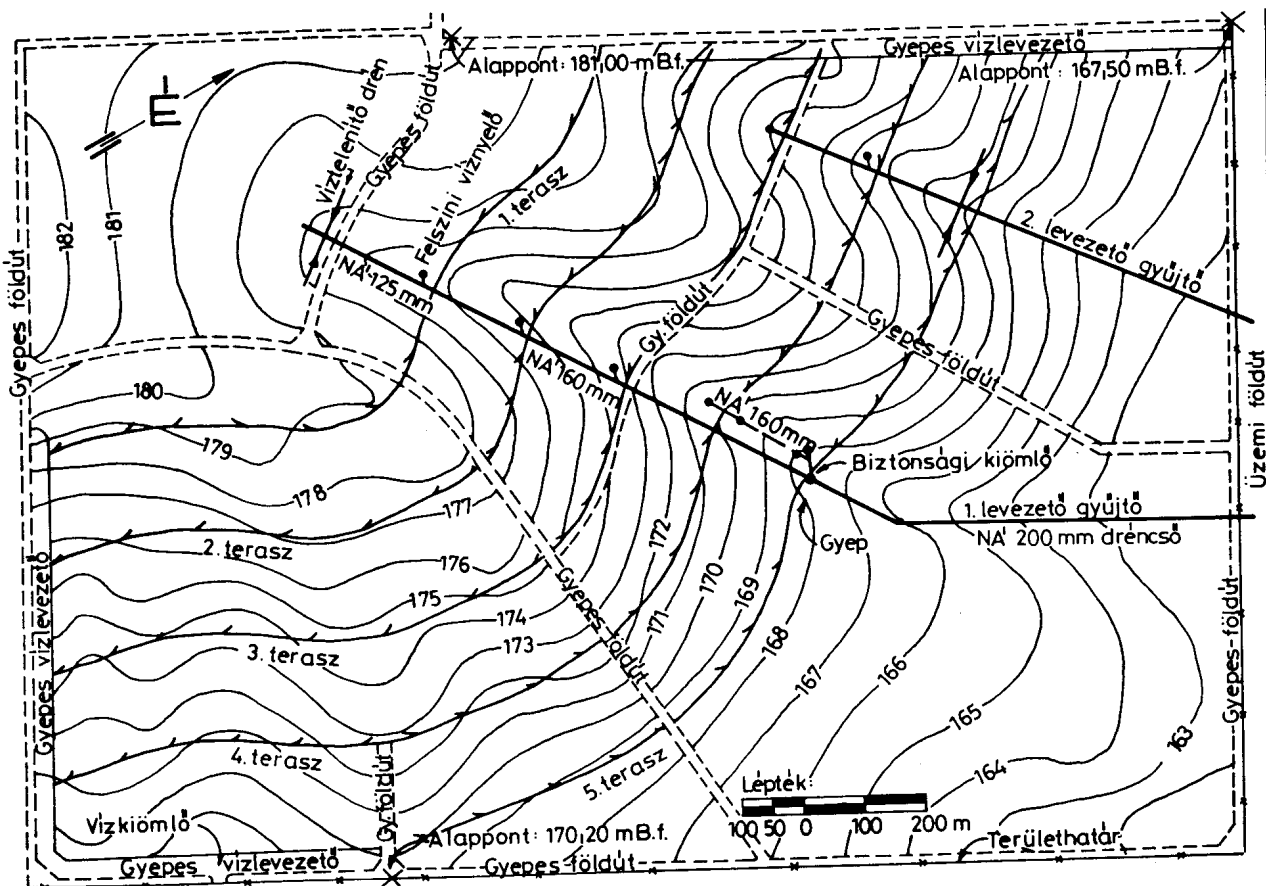 Gyepes vízlevezető
Alappont: 181,00 mB.f.
Alappont: 167,50 mB.f.
É
Víztelenítő drén
Gyepes földút
Felszíni víznyelő
1. terasz
182
181
Gyepes földút
NÁ 125 mm
2. levezető gyűjtő
Gy. földút
Gyepes földút
NÁ 160 mm
NÁ 160mm
180
179
178
177
Biztonsági kiömlő
1. levezető gyűjtő
NÁ 200 mm dréncső
Gyep
Üzemi földút
2. terasz
176
175
174
173
172
171
170
169
168
167
166
165
164
163
Gyepes földút
3. terasz
4. terasz
5. terasz
Gyepes vízlevezető
Gyepes földút
Gy. földút
Vízkiömlő
Alappont: 170,20 mB.f.
Lépték:
100 50 0 100 200 m
Területhatár
Gyepes vízlevezető
Gyepes földút